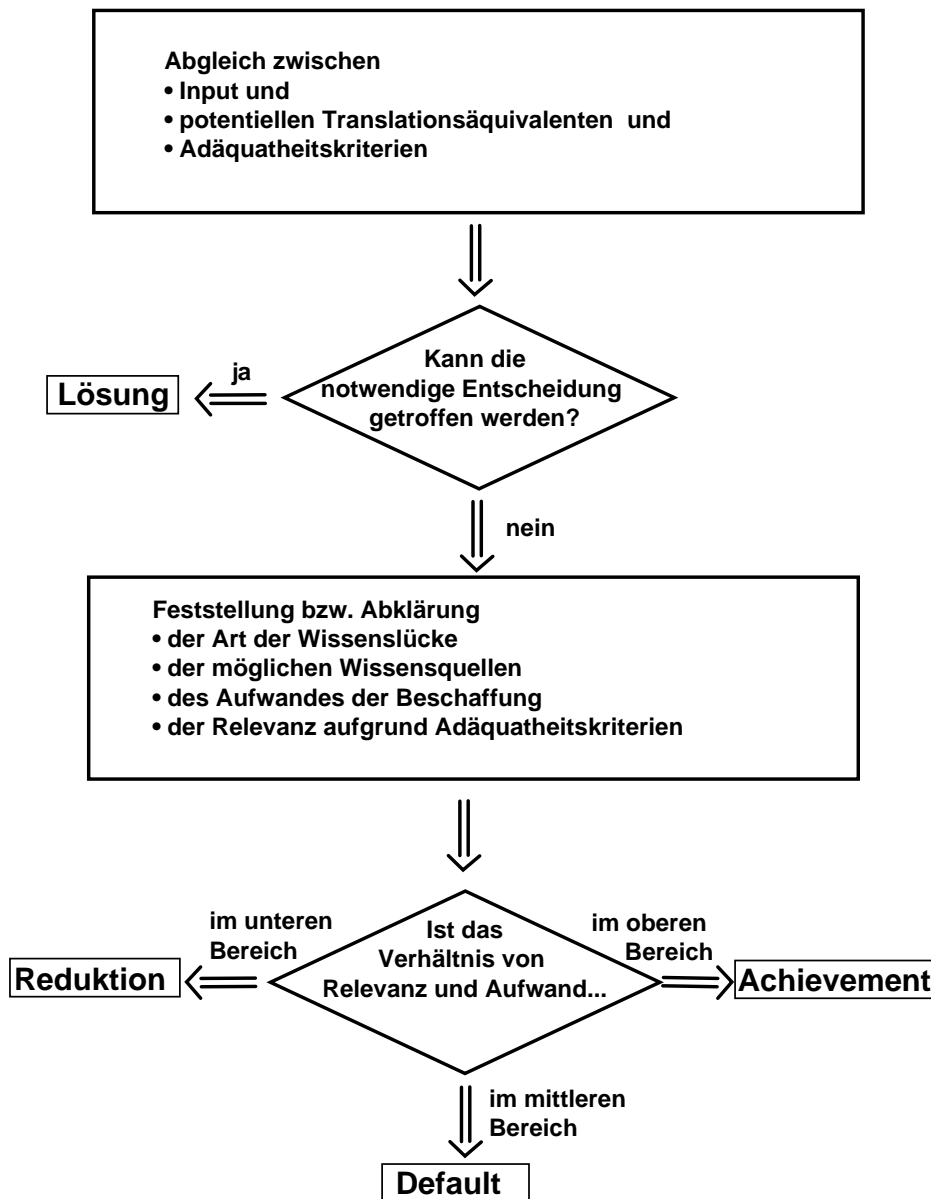 Abgleich zwischen
• Input und
• potentiellen Translationsäquivalenten und
• Adäquatheitskriterien
Kann die
notwendige Entscheidung
getroffen werden?
ja
Lösung
nein
Feststellung bzw. Abklärung
• der Art der Wissenslücke
• der möglichen Wissensquellen
• des Aufwandes der Beschaffung
• der Relevanz aufgrund Adäquatheitskriterien
Ist das
Verhältnis von
Relevanz und Aufwand...
im unteren
Bereich
Reduktion
im oberen
Bereich
Achievement
im mittleren
Bereich
Default